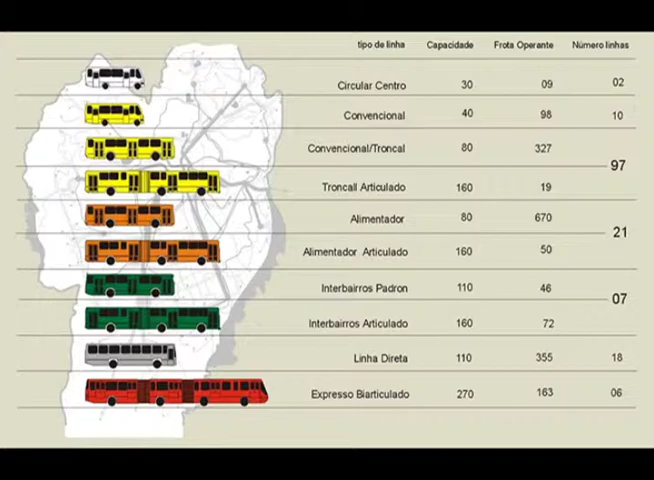 tipo de linha Capacidade Frota Operante Número linhas
Circular Centro 30 09 02
Convencional 40 98 10
Convencional/Troncal 80 327
97
Troncall Articulado 160 19
Alimentador 80 670
21
Alimentador Articulado 160 50
Interbairros Padron 110 46
07
Interbairros Articulado 160 72
Linha Direta 110 355 18
Expresso Biarticulado 270 163 06